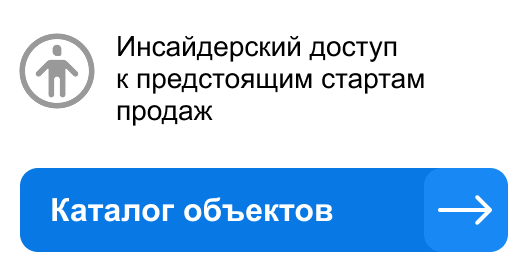 Инсайдерский доступ
к предстоящим стартам
продаж
Каталог объектов